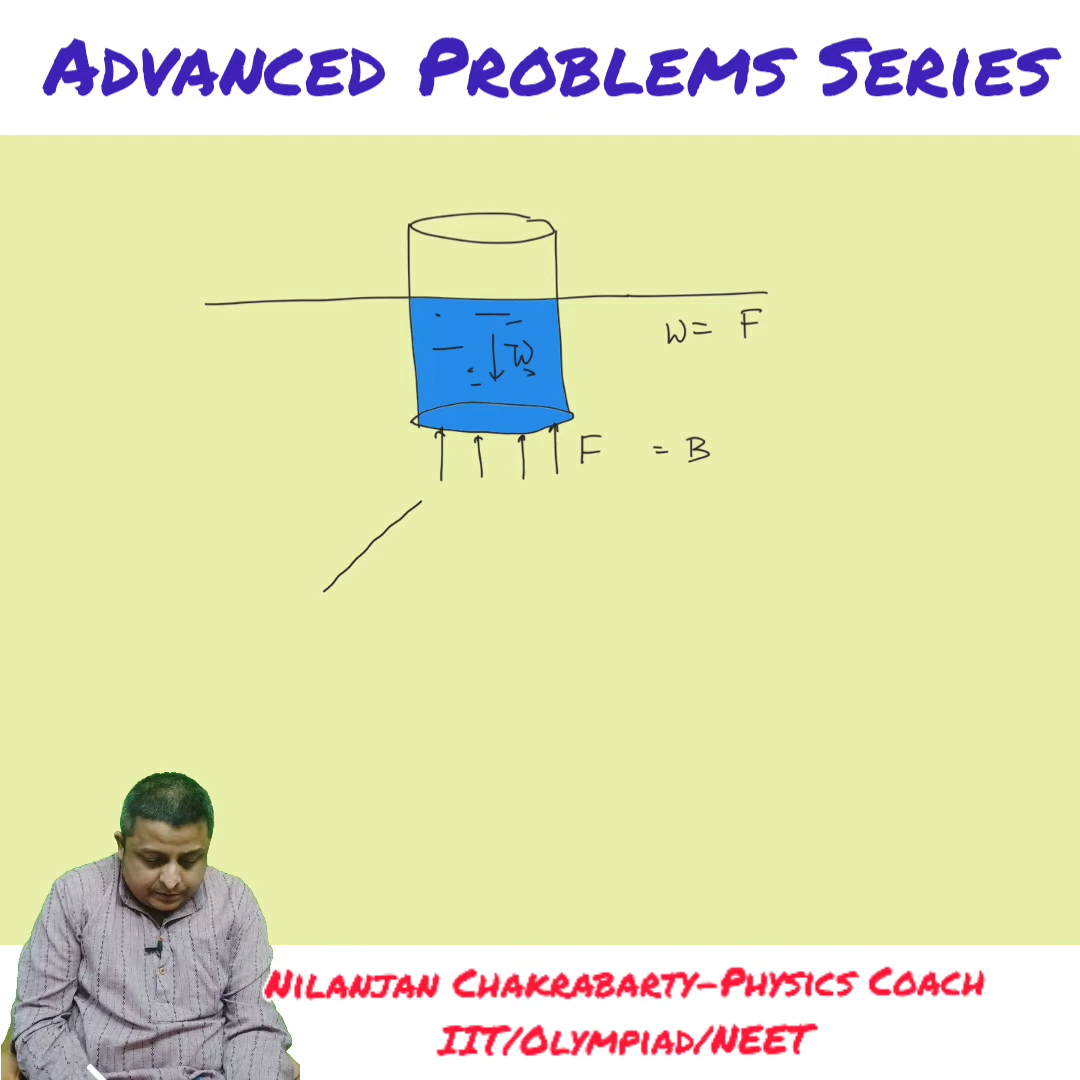 Advanced Problems Series
W = F
W
F = B
Nilanjan Chakrabarty-Physics Coach
IIT/Olympiad/NEET